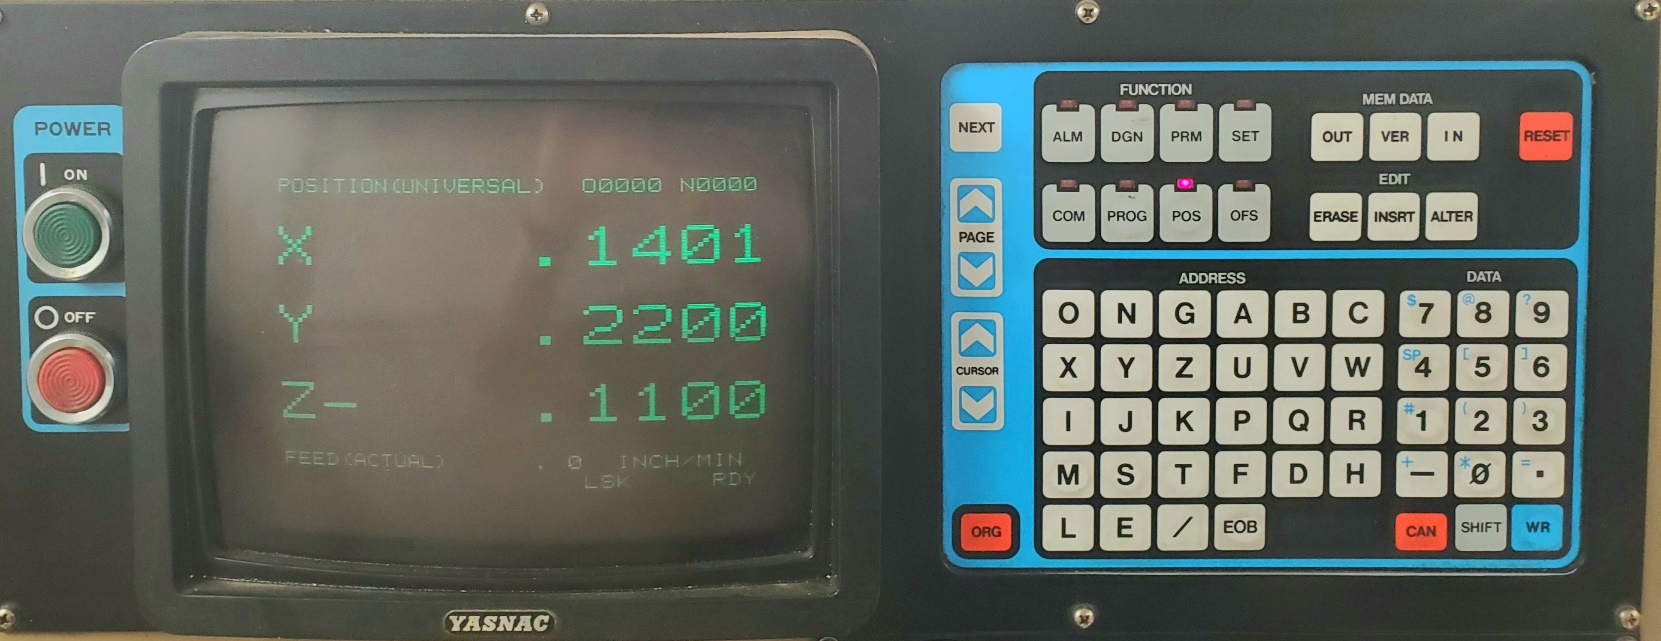 POWER
ON
OFF
POSITION(UNIVERSAL) O0000 N0000
X .1401
Y .2200
Z- .1100
FEED(ACTUAL) .0 INCH/MIN
LSK RDY
YASNAC
NEXT
PAGE
CURSOR
ORG
FUNCTION
ALM DGN PRM SET
COM PROG POS OFS
MEM DATA
OUT VER IN
RESET
EDIT
ERASE INSRT ALTER
ADDRESS
DATA
O N G A B C $7 @8 ?9
X Y Z U V W SP4 [5 ]6
I J K P Q R #1 (2 )3
M S T F D H +— *Ø =.
L E / EOB CAN SHIFT WR